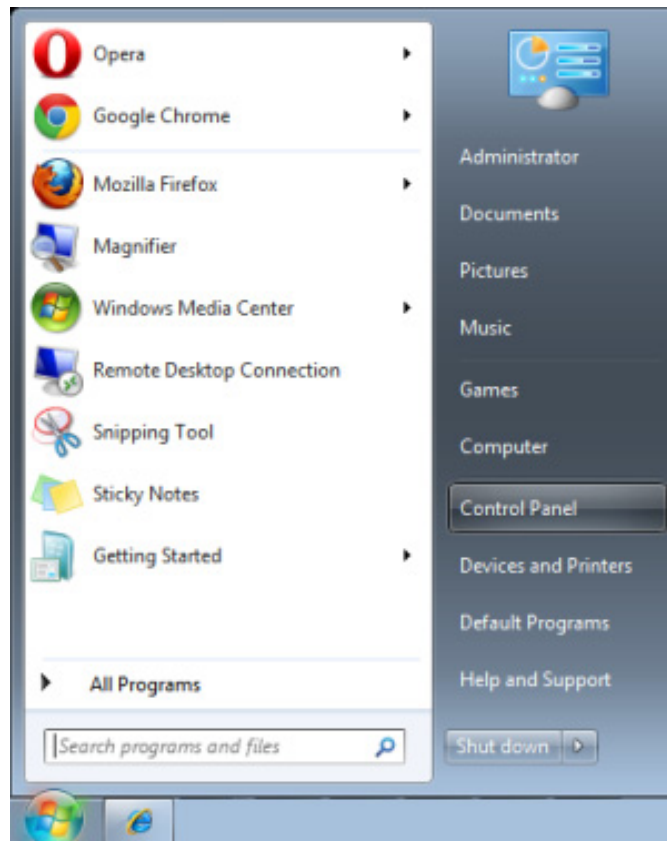 Opera
Google Chrome
Mozilla Firefox
Magnifier
Windows Media Center
Remote Desktop Connection
Snipping Tool
Sticky Notes
Getting Started
All Programs
Search programs and files
Administrator
Documents
Pictures
Music
Games
Computer
Control Panel
Devices and Printers
Default Programs
Help and Support
Shut down